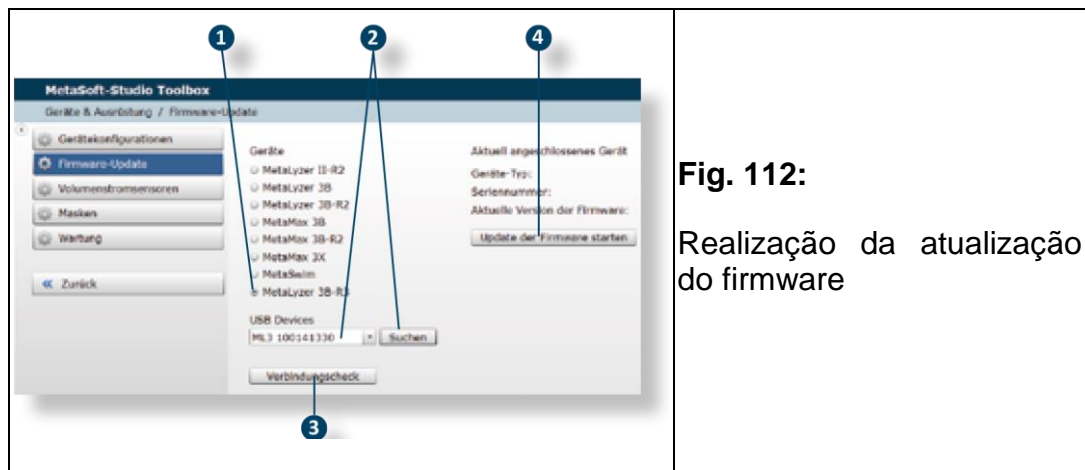 1
2
4
MetaSoft-Studio Toolbox
Geräte & Ausrüstung / Firmware-Update
Gerätekonfigurationen
Firmware-Update
Volumenstromsensoren
Masken
Wartung
Zurück
Geräte
MetaLyzer II-R2
MetaLyzer 3B
MetaLyzer 3B-R2
MetaMax 3B
MetaMax 3B-R2
MetaMax 3X
MetaSwim
MetaLyzer 3B-R3
USB Devices
ML3 100141330
Suchen
Verbindungscheck
3
Aktuell angeschlossenes Gerät
Geräte-Typ:
Seriennummer:
Aktuelle Version der Firmware:
Update der Firmware starten
Fig. 112:
Realização da atualização
do firmware